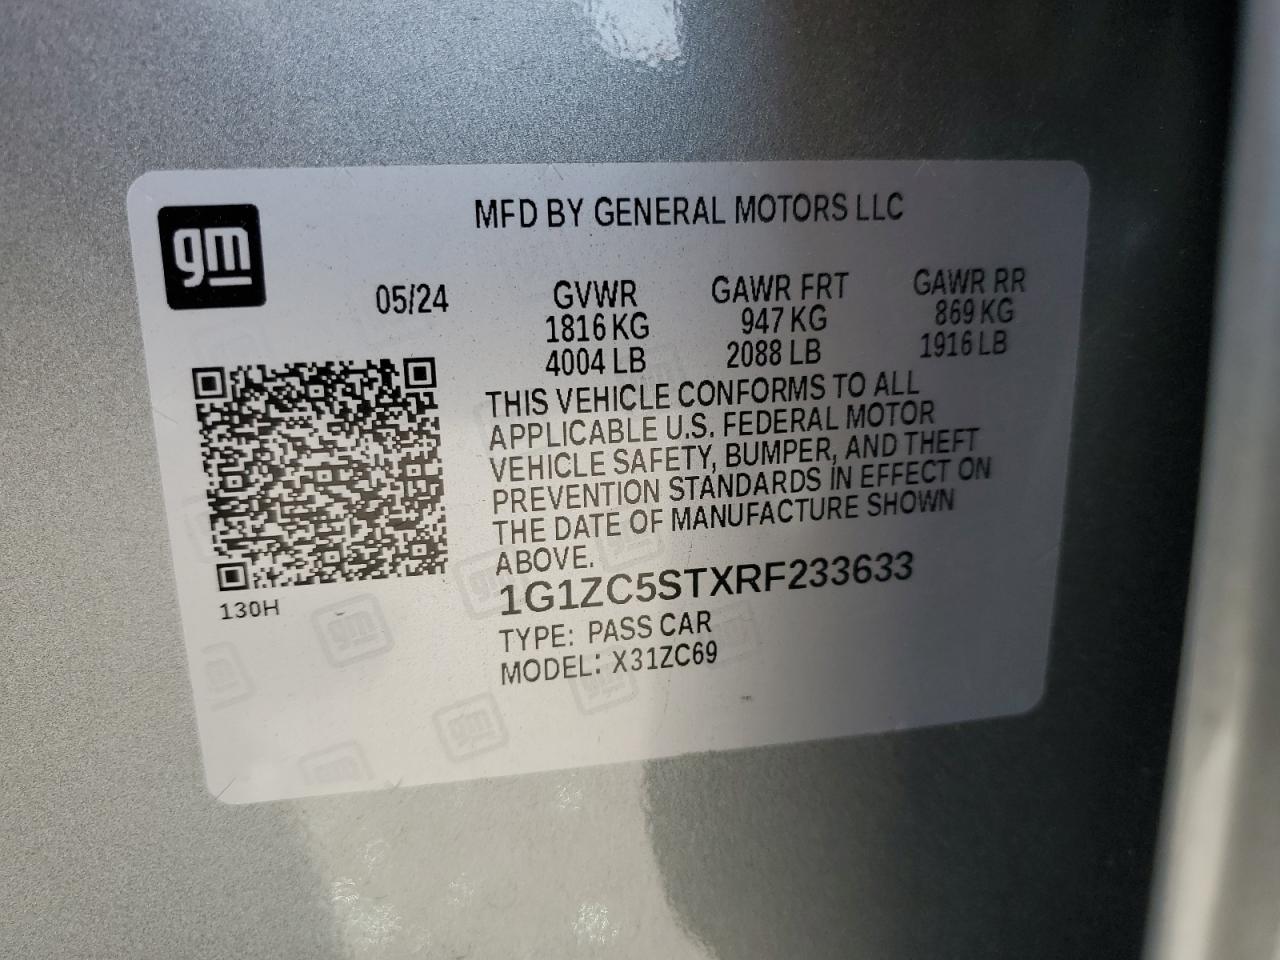 MFD BY GENERAL MOTORS LLC
gm
05/24
GVWR GAWR FRT GAWR RR
1816 KG 947 KG 869 KG
4004 LB 2088 LB 1916 LB
THIS VEHICLE CONFORMS TO ALL
APPLICABLE U.S. FEDERAL MOTOR
VEHICLE SAFETY, BUMPER, AND THEFT
PREVENTION STANDARDS IN EFFECT ON
THE DATE OF MANUFACTURE SHOWN
ABOVE.
1G1ZC5STXRF233633
130H
TYPE: PASS CAR
MODEL: X31ZC69